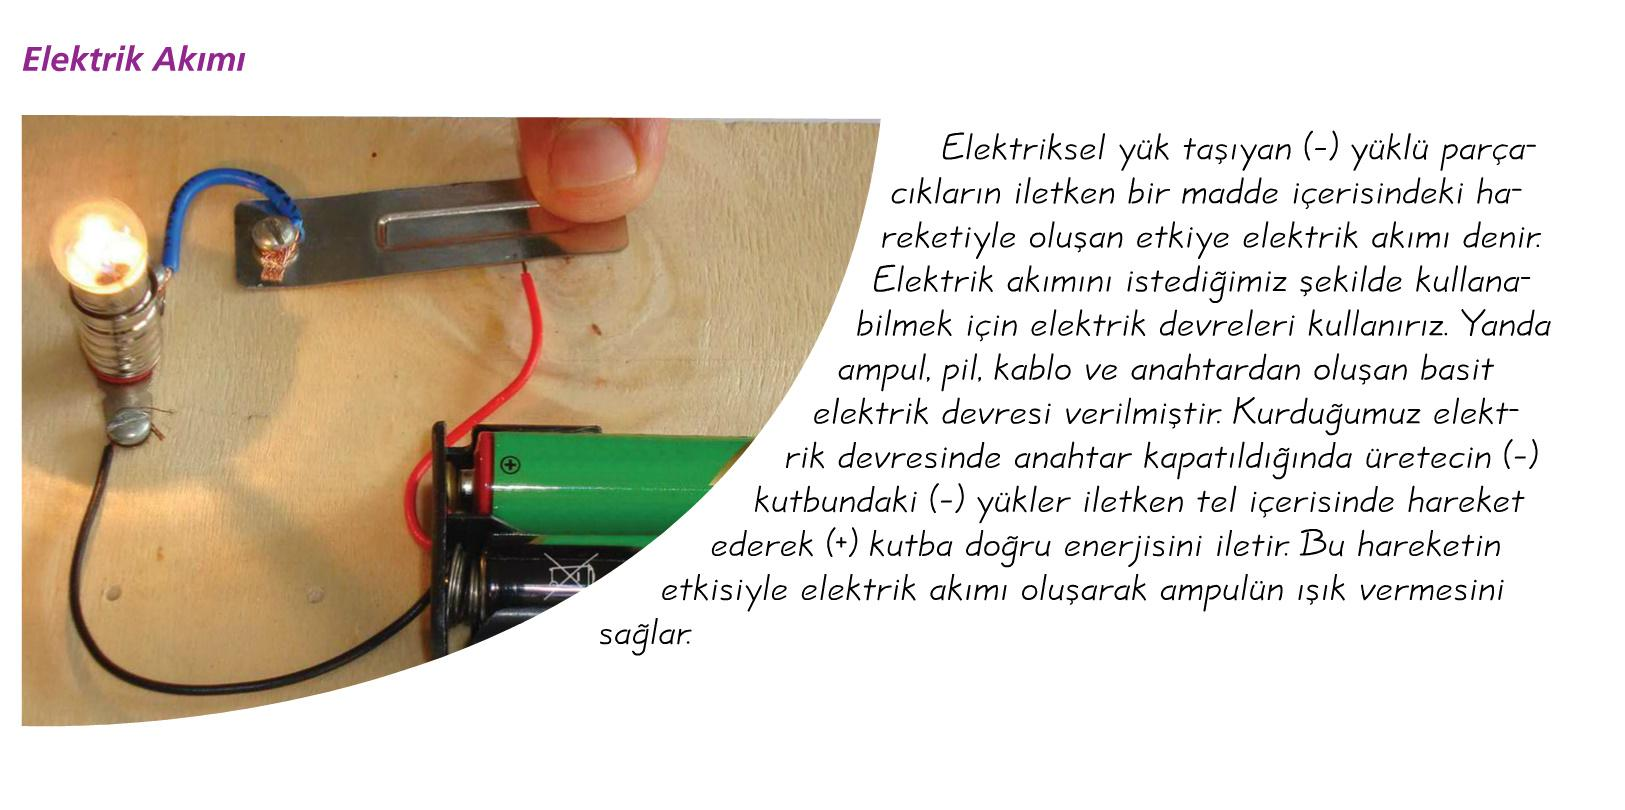 Elektrik Akımı
Elektriksel yük taşıyan (-) yüklü parça-
cıkların iletken bir madde içerisindeki ha-
reketiyle oluşan etkiye elektrik akımı denir.
Elektrik akımını istediğimiz şekilde kullana-
bilmek için elektrik devreleri kullanırız. Yanda
ampul, pil, kablo ve anahtardan oluşan basit
elektrik devresi verilmiştir. Kurduğumuz elekt-
rik devresinde anahtar kapatıldığında üretecin (-)
kutbundaki (-) yükler iletken tel içerisinde hareket
ederek (+) kutba doğru enerjisini iletir. Bu hareketin
etkisiyle elektrik akımı oluşarak ampulün ışık vermesini
sağlar.